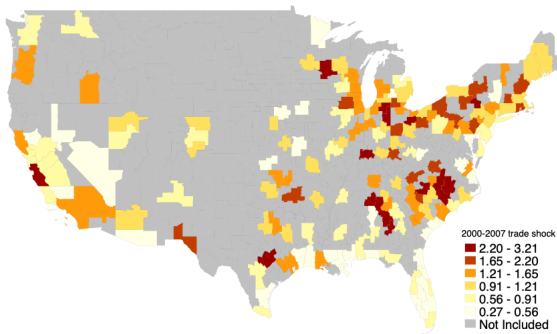 2000-2007 trade shock
2.20 - 3.21
1.65 - 2.20
1.21 - 1.65
0.91 - 1.21
0.56 - 0.91
0.27 - 0.56
Not Included